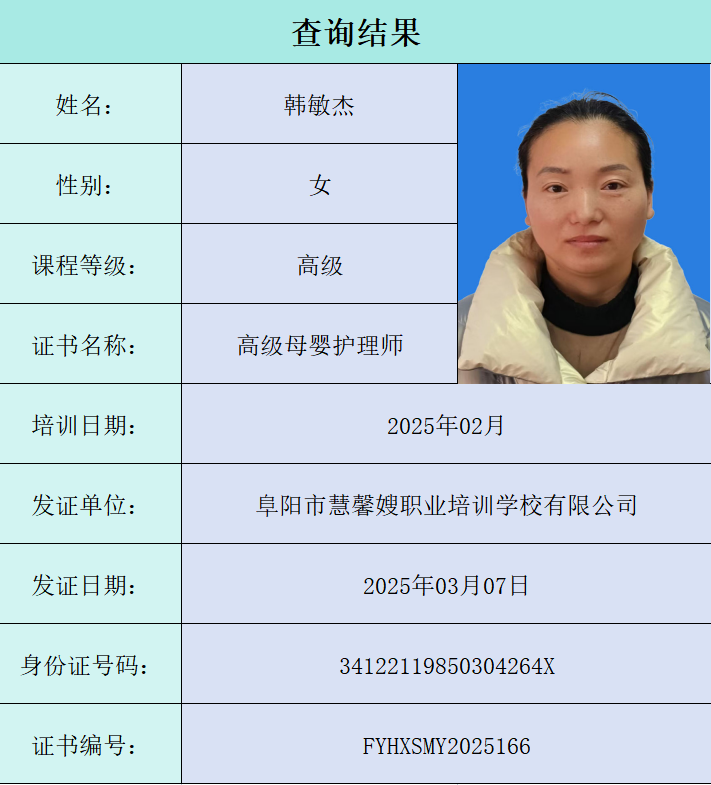 查询结果
姓名： 韩敏杰
性别： 女
课程等级： 高级
证书名称： 高级母婴护理师
培训日期： 2025年02月
发证单位： 阜阳市慧馨嫂职业培训学校有限公司
发证日期： 2025年03月07日
身份证号码： 34122119850304264X
证书编号： FYHXSMY2025166